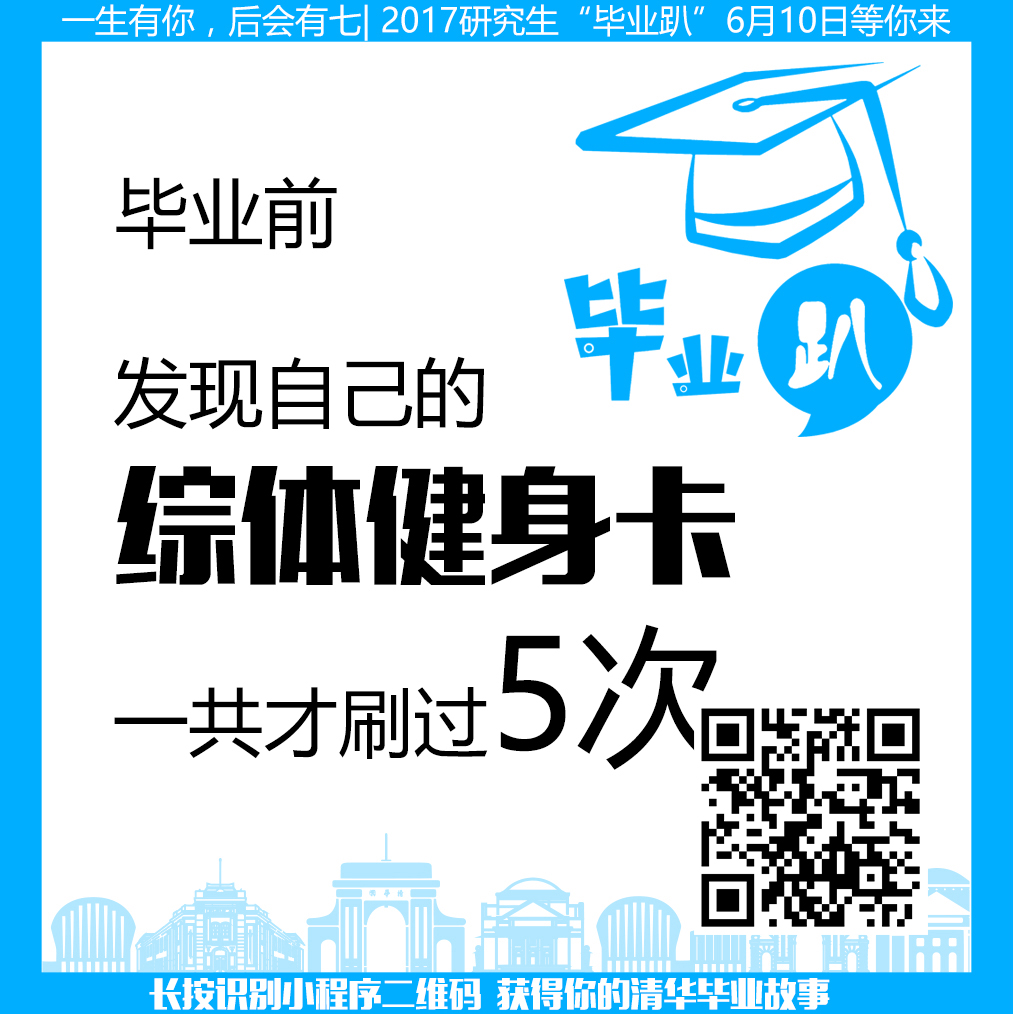 一生有你，后会有七| 2017研究生“毕业趴”6月10日等你来
毕业前
毕业趴
发现自己的
综体健身卡
一共才刷过5次
长按识别小程序二维码 获得你的清华毕业故事